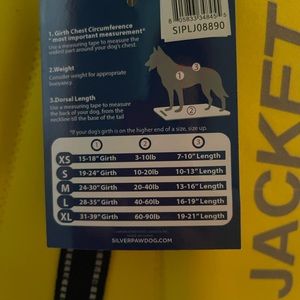 8 05833 34845 5
SIPLJ08890
1. Girth Chest Circumference
*most important measurement*
Use a measuring tape to measure the
widest part around your dog's chest.
2.Weight
Consider weight for appropriate
buoyancy.
3.Dorsal Length
Use a measuring tape to measure
the back of your dog, from the
neckline till the base of the tail
1
2
3
*If your dog's girth is on the higher end of a size, size up.
XS 15-18" Girth 3-10lb 7-10" Length
S 19-24" Girth 10-20lb 10-13" Length
M 24-30" Girth 20-40lb 13-16" Length
L 28-35" Girth 40-60lb 16-19" Length
XL 31-39" Girth 60-90lb 19-21" Length
SILVERPAWDOG.COM
JACKET